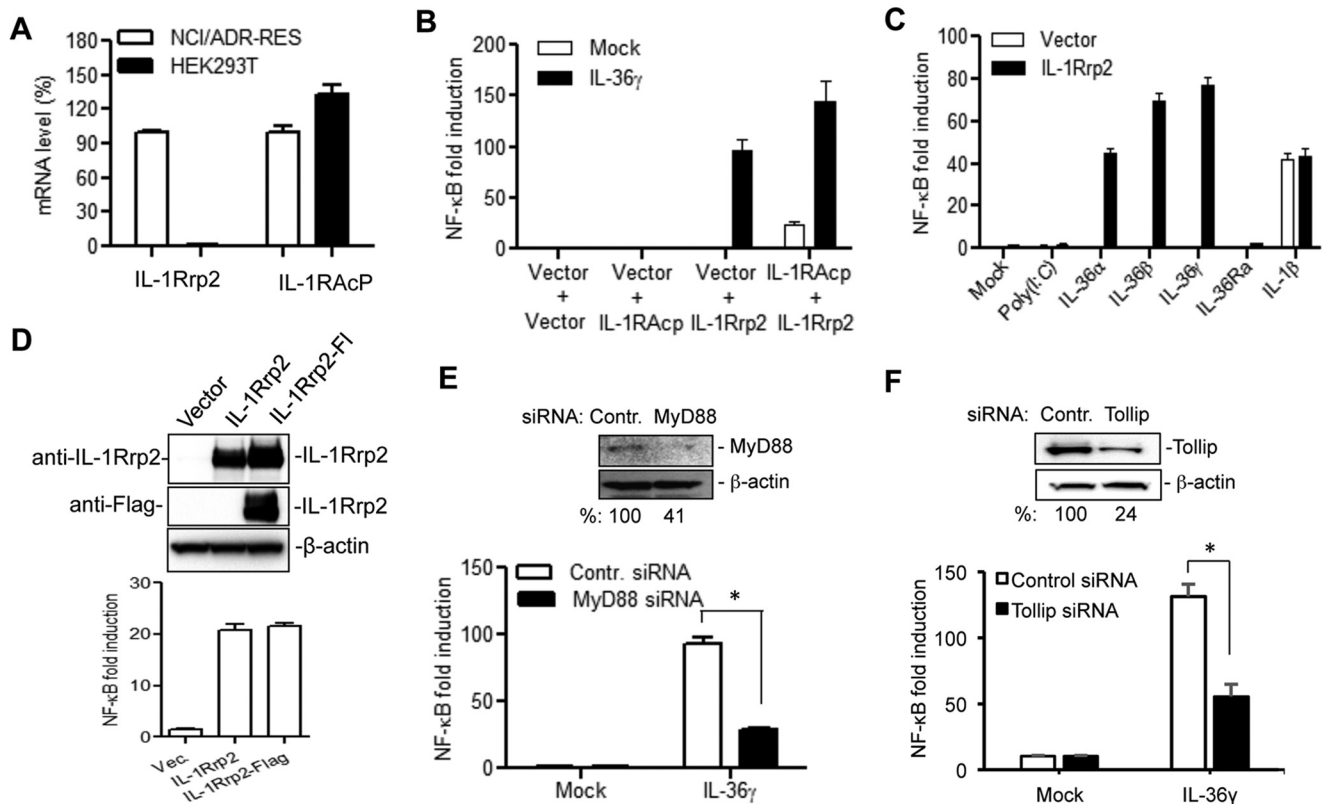 A
NCI/ADR-RES
HEK293T
mRNA level (%)
180
150
120
90
60
30
0
IL-1Rrp2
IL-1RAcP
B
Mock
IL-36γ
NF-κB fold induction
200
150
100
50
0
Vector Vector Vector IL-1RAcp
+ + + +
Vector IL-1RAcp IL-1Rrp2 IL-1Rrp2
C
Vector
IL-1Rrp2
NF-κB fold induction
100
80
60
40
20
0
Mock
Poly(I:C)
IL-36α
IL-36β
IL-36γ
IL-36Ra
IL-1β
D
Vector
IL-1Rrp2
IL-1Rrp2-Fl
anti-IL-1Rrp2- -IL-1Rrp2
anti-Flag- -IL-1Rrp2
-β-actin
NF-κB fold induction
30
20
10
0
Vec.
IL-1Rrp2
IL-1Rrp2-Flag
E
siRNA: Contr. MyD88
- MyD88
- β-actin
%: 100 41
Contr. siRNA
MyD88 siRNA
*
NF-κB fold induction
150
100
50
0
Mock
IL-36γ
F
siRNA: Contr. Tollip
-Tollip
- β-actin
%: 100 24
Control siRNA
Tollip siRNA
*
NF-κB fold induction
150
100
50
0
Mock
IL-36γ